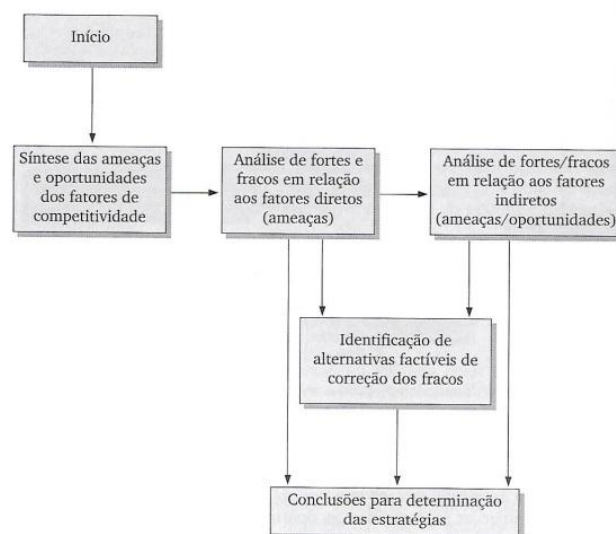 Início
Síntese das ameaças
e oportunidades
dos fatores de
competitividade
Análise de fortes e
fracos em relação
aos fatores diretos
(ameaças)
Análise de fortes/fracos
em relação aos fatores
indiretos
(ameaças/oportunidades)
Identificação de
alternativas factíveis de
correção dos fracos
Conclusões para determinação
das estratégias